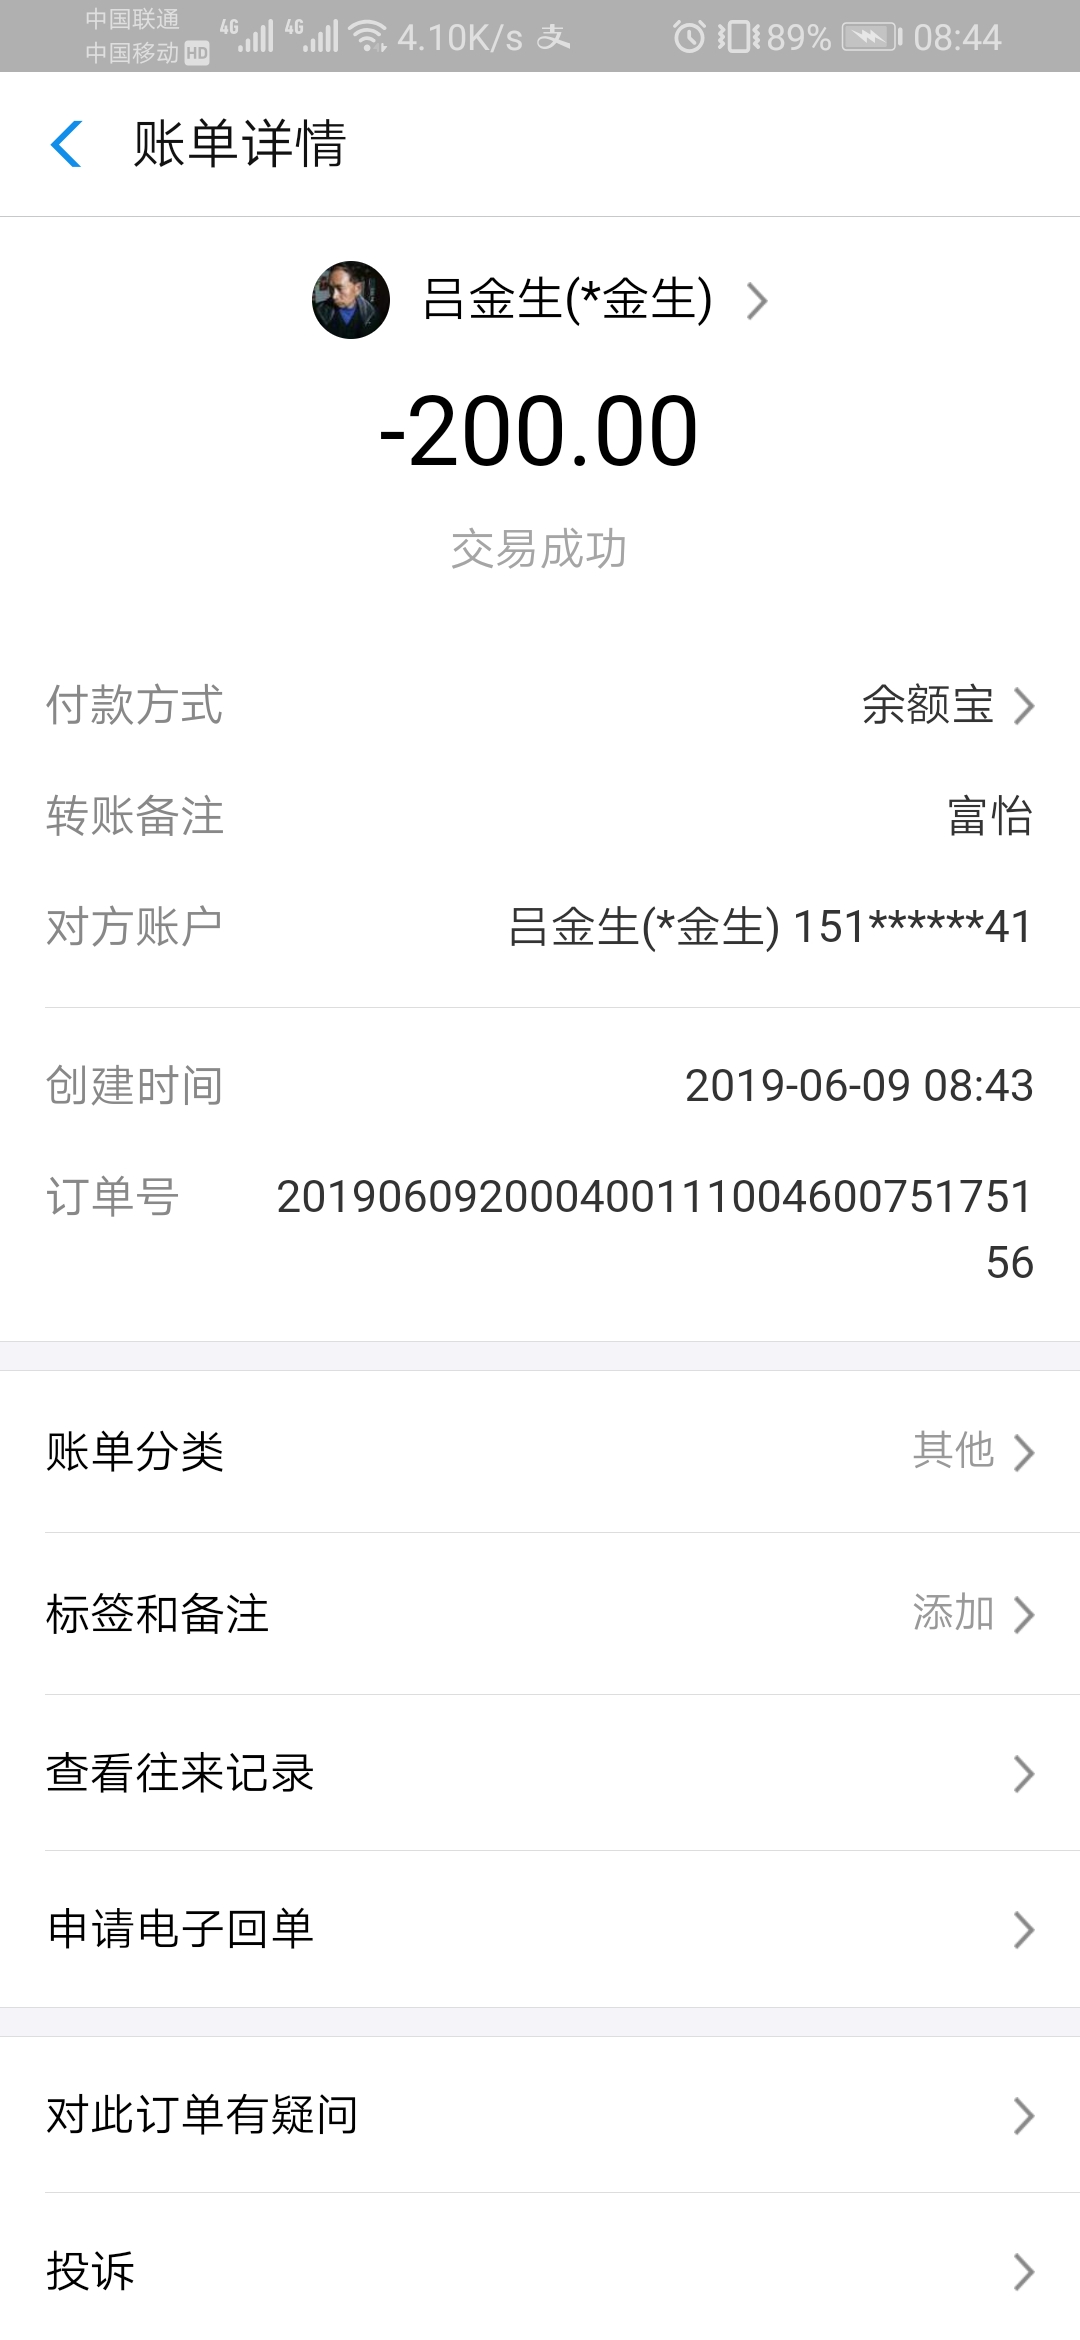 中国联通
中国移动 HD 4G 4G 4.10K/s 支 89% 08:44
账单详情
吕金生(*金生)
-200.00
交易成功
付款方式 余额宝
转账备注 富怡
对方账户 吕金生(*金生) 151******41
创建时间 2019-06-09 08:43
订单号 201906092000400111004600751751
56
账单分类 其他
标签和备注 添加
查看往来记录
申请电子回单
对此订单有疑问
投诉